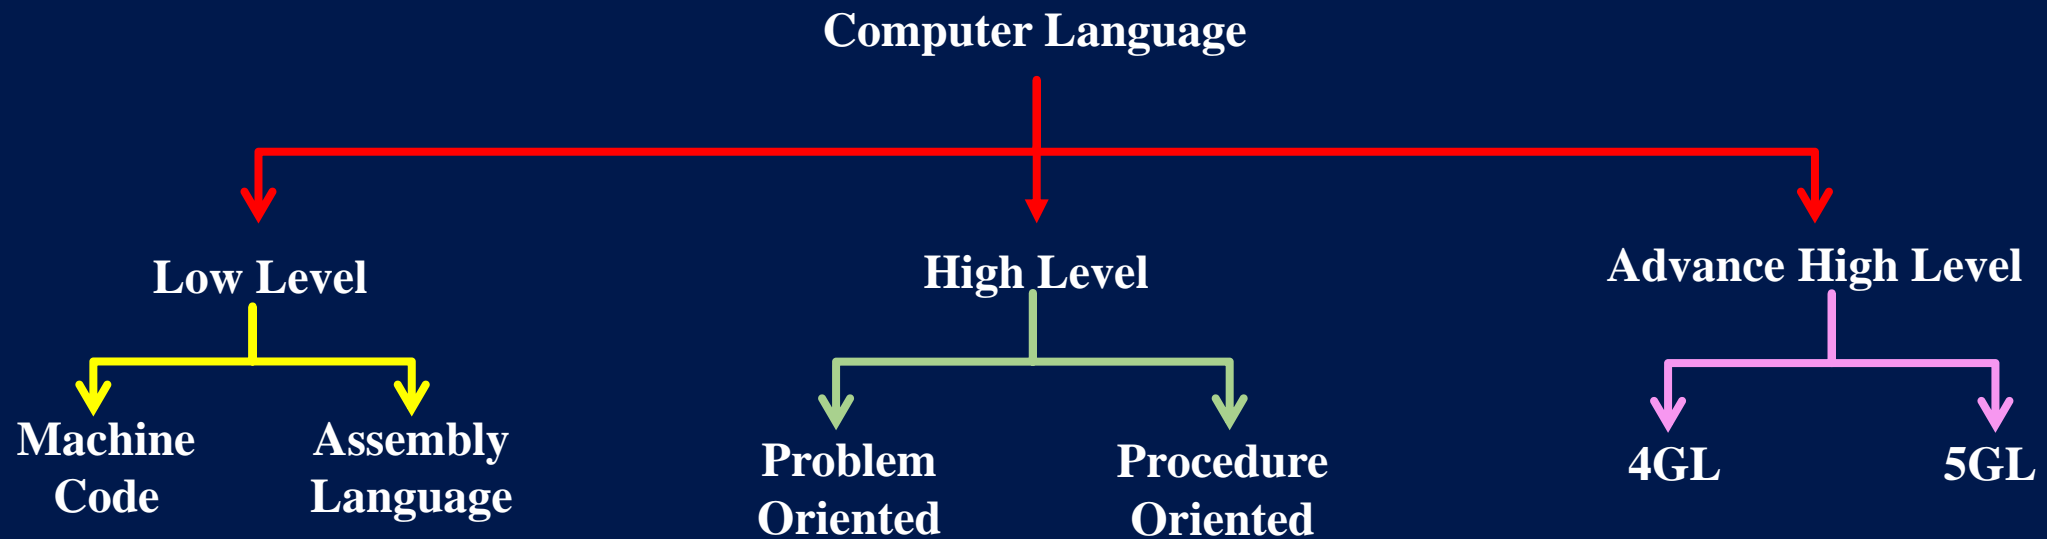 Computer Language
Low Level
High Level
Advance High Level
Machine
Code
Assembly
Language
Problem
Oriented
Procedure
Oriented
4GL
5GL